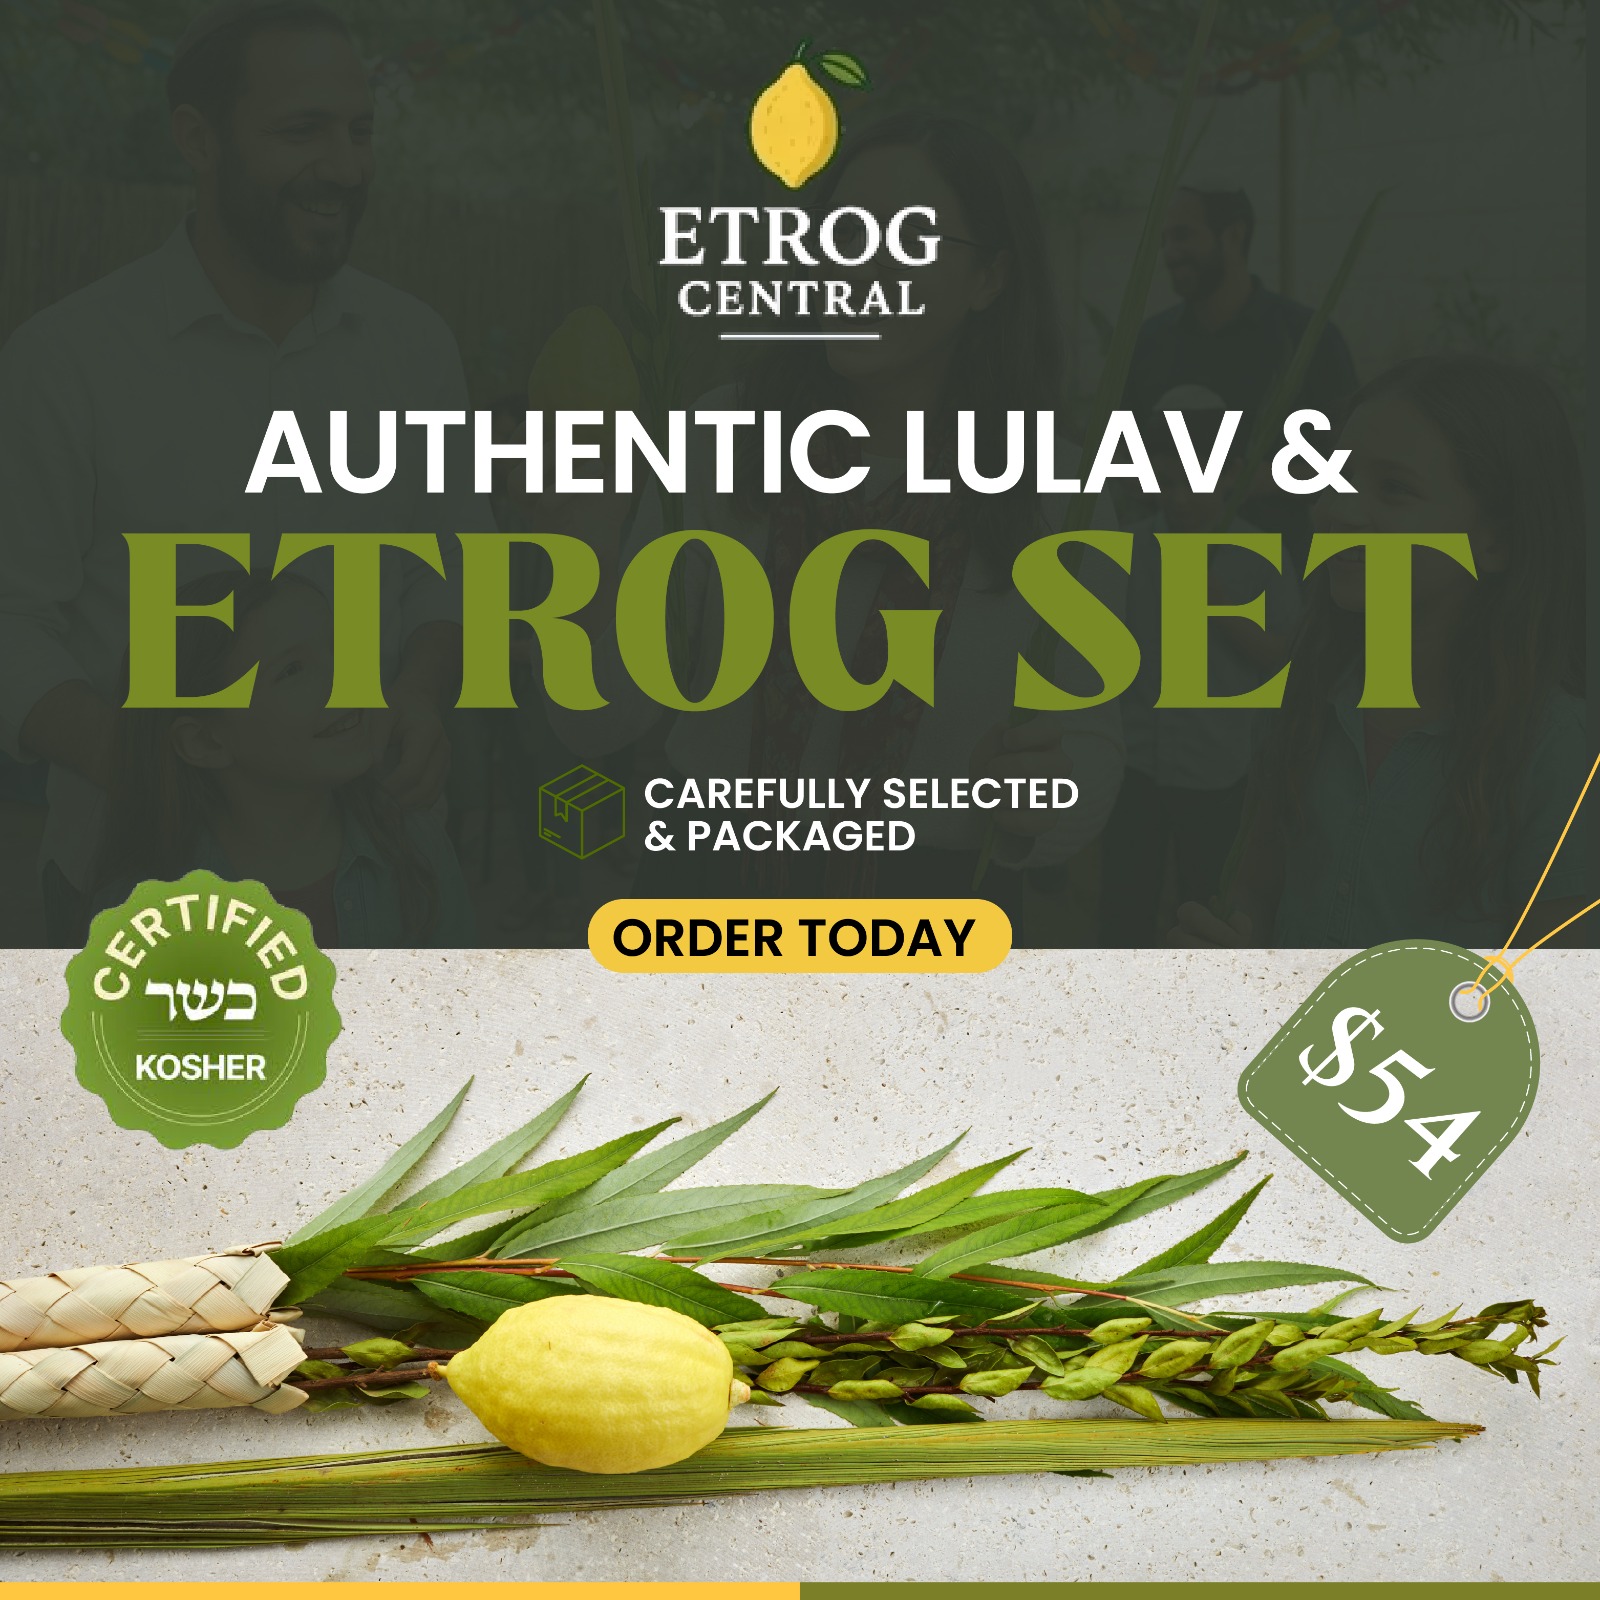 ETROG
CENTRAL
AUTHENTIC LULAV &
ETROG SET
CAREFULLY SELECTED
& PACKAGED
ORDER TODAY
CERTIFIED
כשר
KOSHER
$54